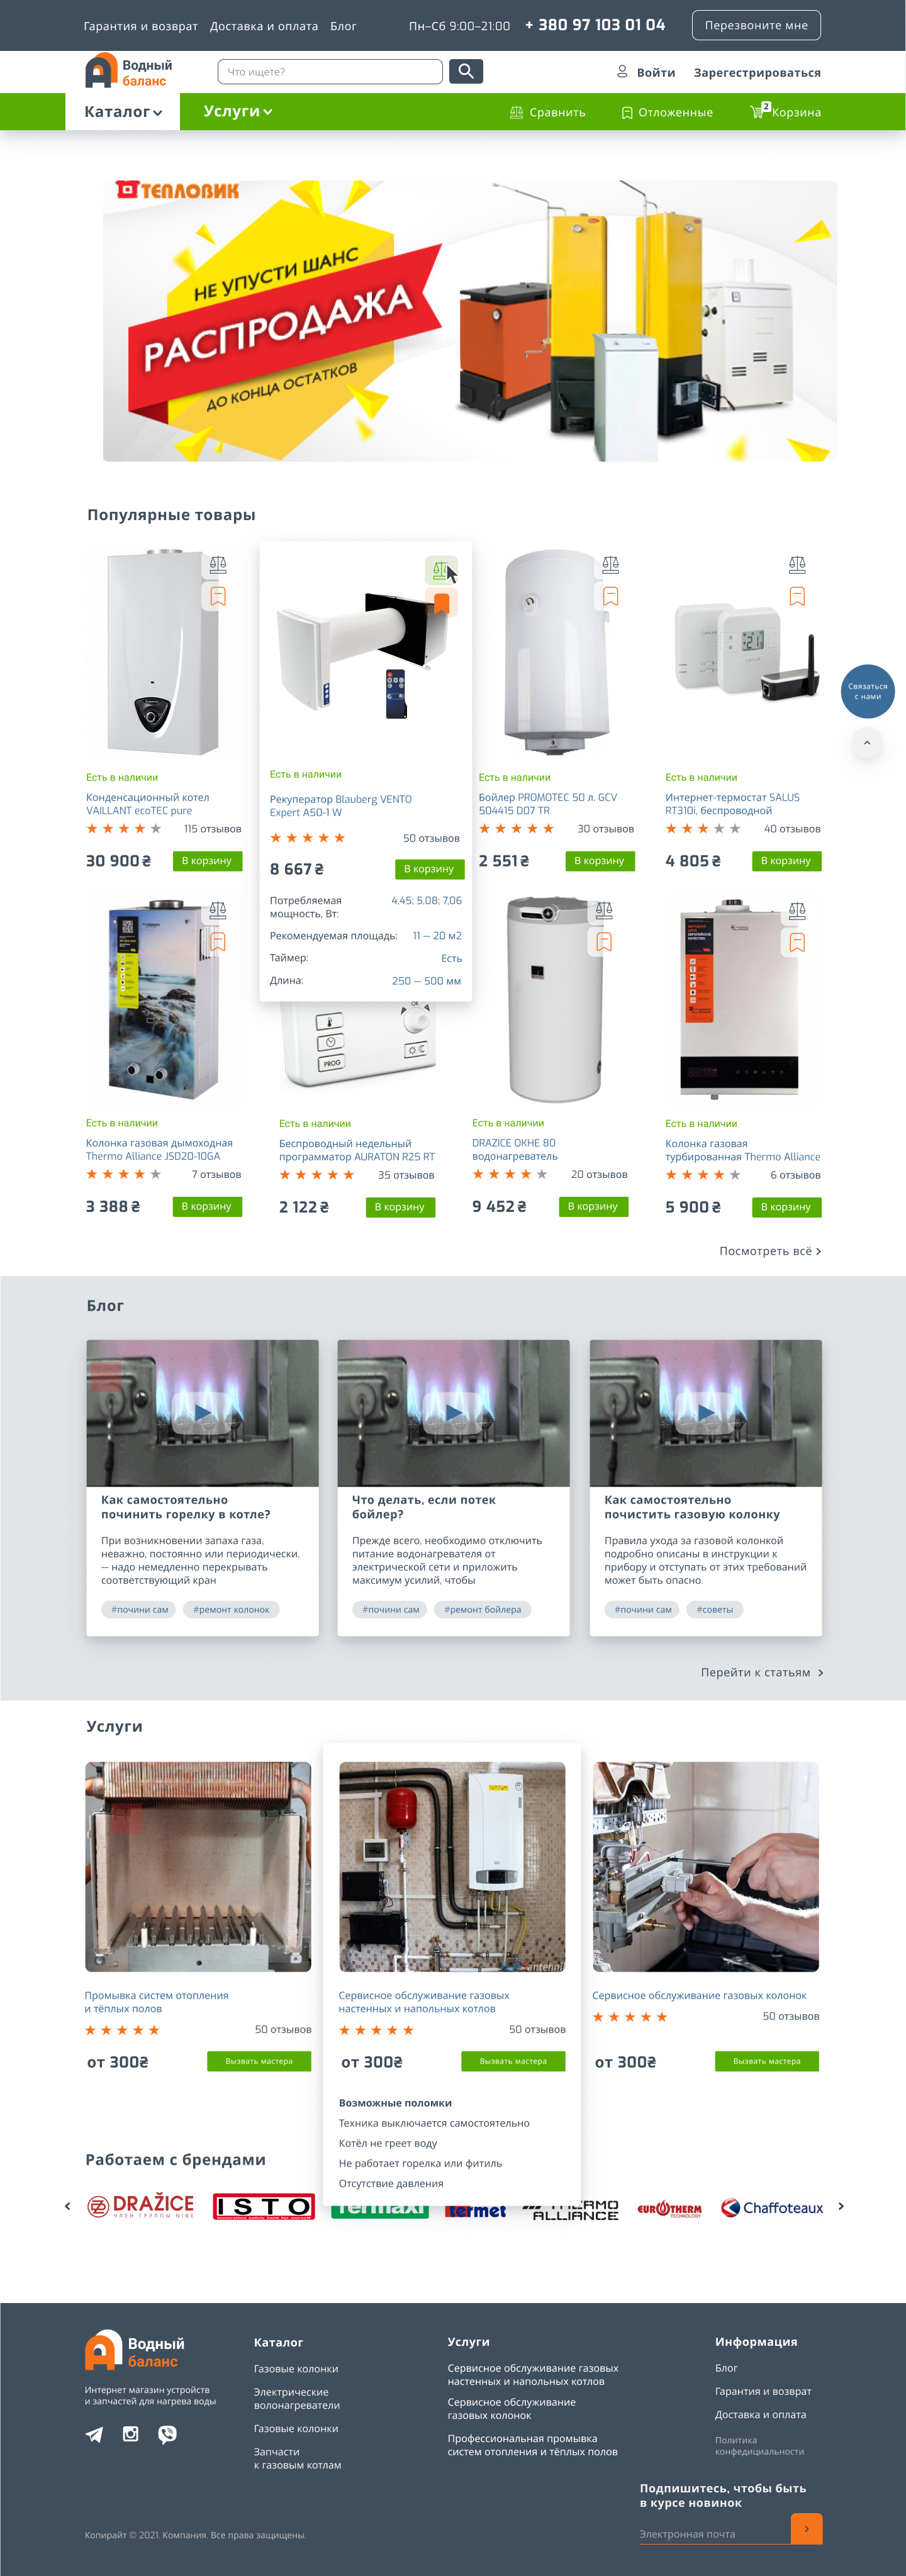 Гарантия и возврат Доставка и оплата Блог Пн–Сб 9:00–21:00 + 380 97 103 01 04 Перезвоните мне
Водный
баланс
Что ищете?
Войти Зарегестрироваться
Каталог Услуги Сравнить Отложенные 2 Корзина
ТЕПЛОВИК
НЕ УПУСТИ ШАНС
РАСПРОДАЖА
ДО КОНЦА ОСТАТКОВ
Популярные товары
Связаться
с нами
Есть в наличии
Конденсационный котел
VAILLANT ecoTEC pure
115 отзывов
30 900 ₴ В корзину
Есть в наличии
Рекуператор Blauberg VENTO
Expert A50-1 W
50 отзывов
8 667 ₴ В корзину
Потребляемая
мощность, Вт: 4,45; 5,08; 7,06
Рекомендуемая площадь: 11 — 20 м2
Таймер: Есть
Длина: 250 — 500 мм
Есть в наличии
Бойлер PROMOTEC 50 л. GCV
504415 D07 TR
30 отзывов
2 551 ₴ В корзину
Есть в наличии
Интернет-термостат SALUS
RT310i, беспроводной
40 отзывов
4 805 ₴ В корзину
Есть в наличии
Колонка газовая дымоходная
Thermo Alliance JSD20-10GA
7 отзывов
3 388 ₴ В корзину
OK
PROG
Есть в наличии
Беспроводный недельный
программатор AURATON R25 RT
35 отзывов
2 122 ₴ В корзину
Есть в наличии
DRAZICE OKHE 80
водонагреватель
20 отзывов
9 452 ₴ В корзину
Есть в наличии
Колонка газовая
турбированная Thermo Alliance
6 отзывов
5 900 ₴ В корзину
Посмотреть всё
Блог
Как самостоятельно
починить горелку в котле?
При возникновении запаха газа,
неважно, постоянно или периодически,
— надо немедленно перекрывать
соответствующий кран
#почини сам #ремонт колонок
Что делать, если потек
бойлер?
Прежде всего, необходимо отключить
питание водонагревателя от
электрической сети и приложить
максимум усилий, чтобы
#почини сам #ремонт бойлера
Как самостоятельно
почистить газовую колонку
Правила ухода за газовой колонкой
подробно описаны в инструкции к
прибору и отступать от этих требований
может быть опасно.
#почини сам #советы
Перейти к статьям
Услуги
Промывка систем отопления
и тёплых полов
50 отзывов
от 300₴ Вызвать мастера
Сервисное обслуживание газовых
настенных и напольных котлов
50 отзывов
от 300₴ Вызвать мастера
Возможные поломки
Техника выключается самостоятельно
Котёл не греет воду
Не работает горелка или фитиль
Отсутствие давления
Сервисное обслуживание газовых колонок
50 отзывов
от 300₴ Вызвать мастера
Работаем с брендами
DRAŽICE
ЧЛЕН ГРУППЫ NIBE
ISTO
Termaxi
termet
THERMO
ALLIANCE
EUROTHERM
TECHNOLOGY
Chaffoteaux
Водный
баланс
Интернет магазин устройств
и запчастей для нагрева воды
Каталог
Газовые колонки
Электрические
волонагреватели
Газовые колонки
Запчасти
к газовым котлам
Услуги
Сервисное обслуживание газовых
настенных и напольных котлов
Сервисное обслуживание
газовых колонок
Профессиональная промывка
систем отопления и тёплых полов
Информация
Блог
Гарантия и возврат
Доставка и оплата
Политика
конфедициальности
Подпишитесь, чтобы быть
в курсе новинок
Электронная почта
Копирайт © 2021. Компания. Все права защищены.